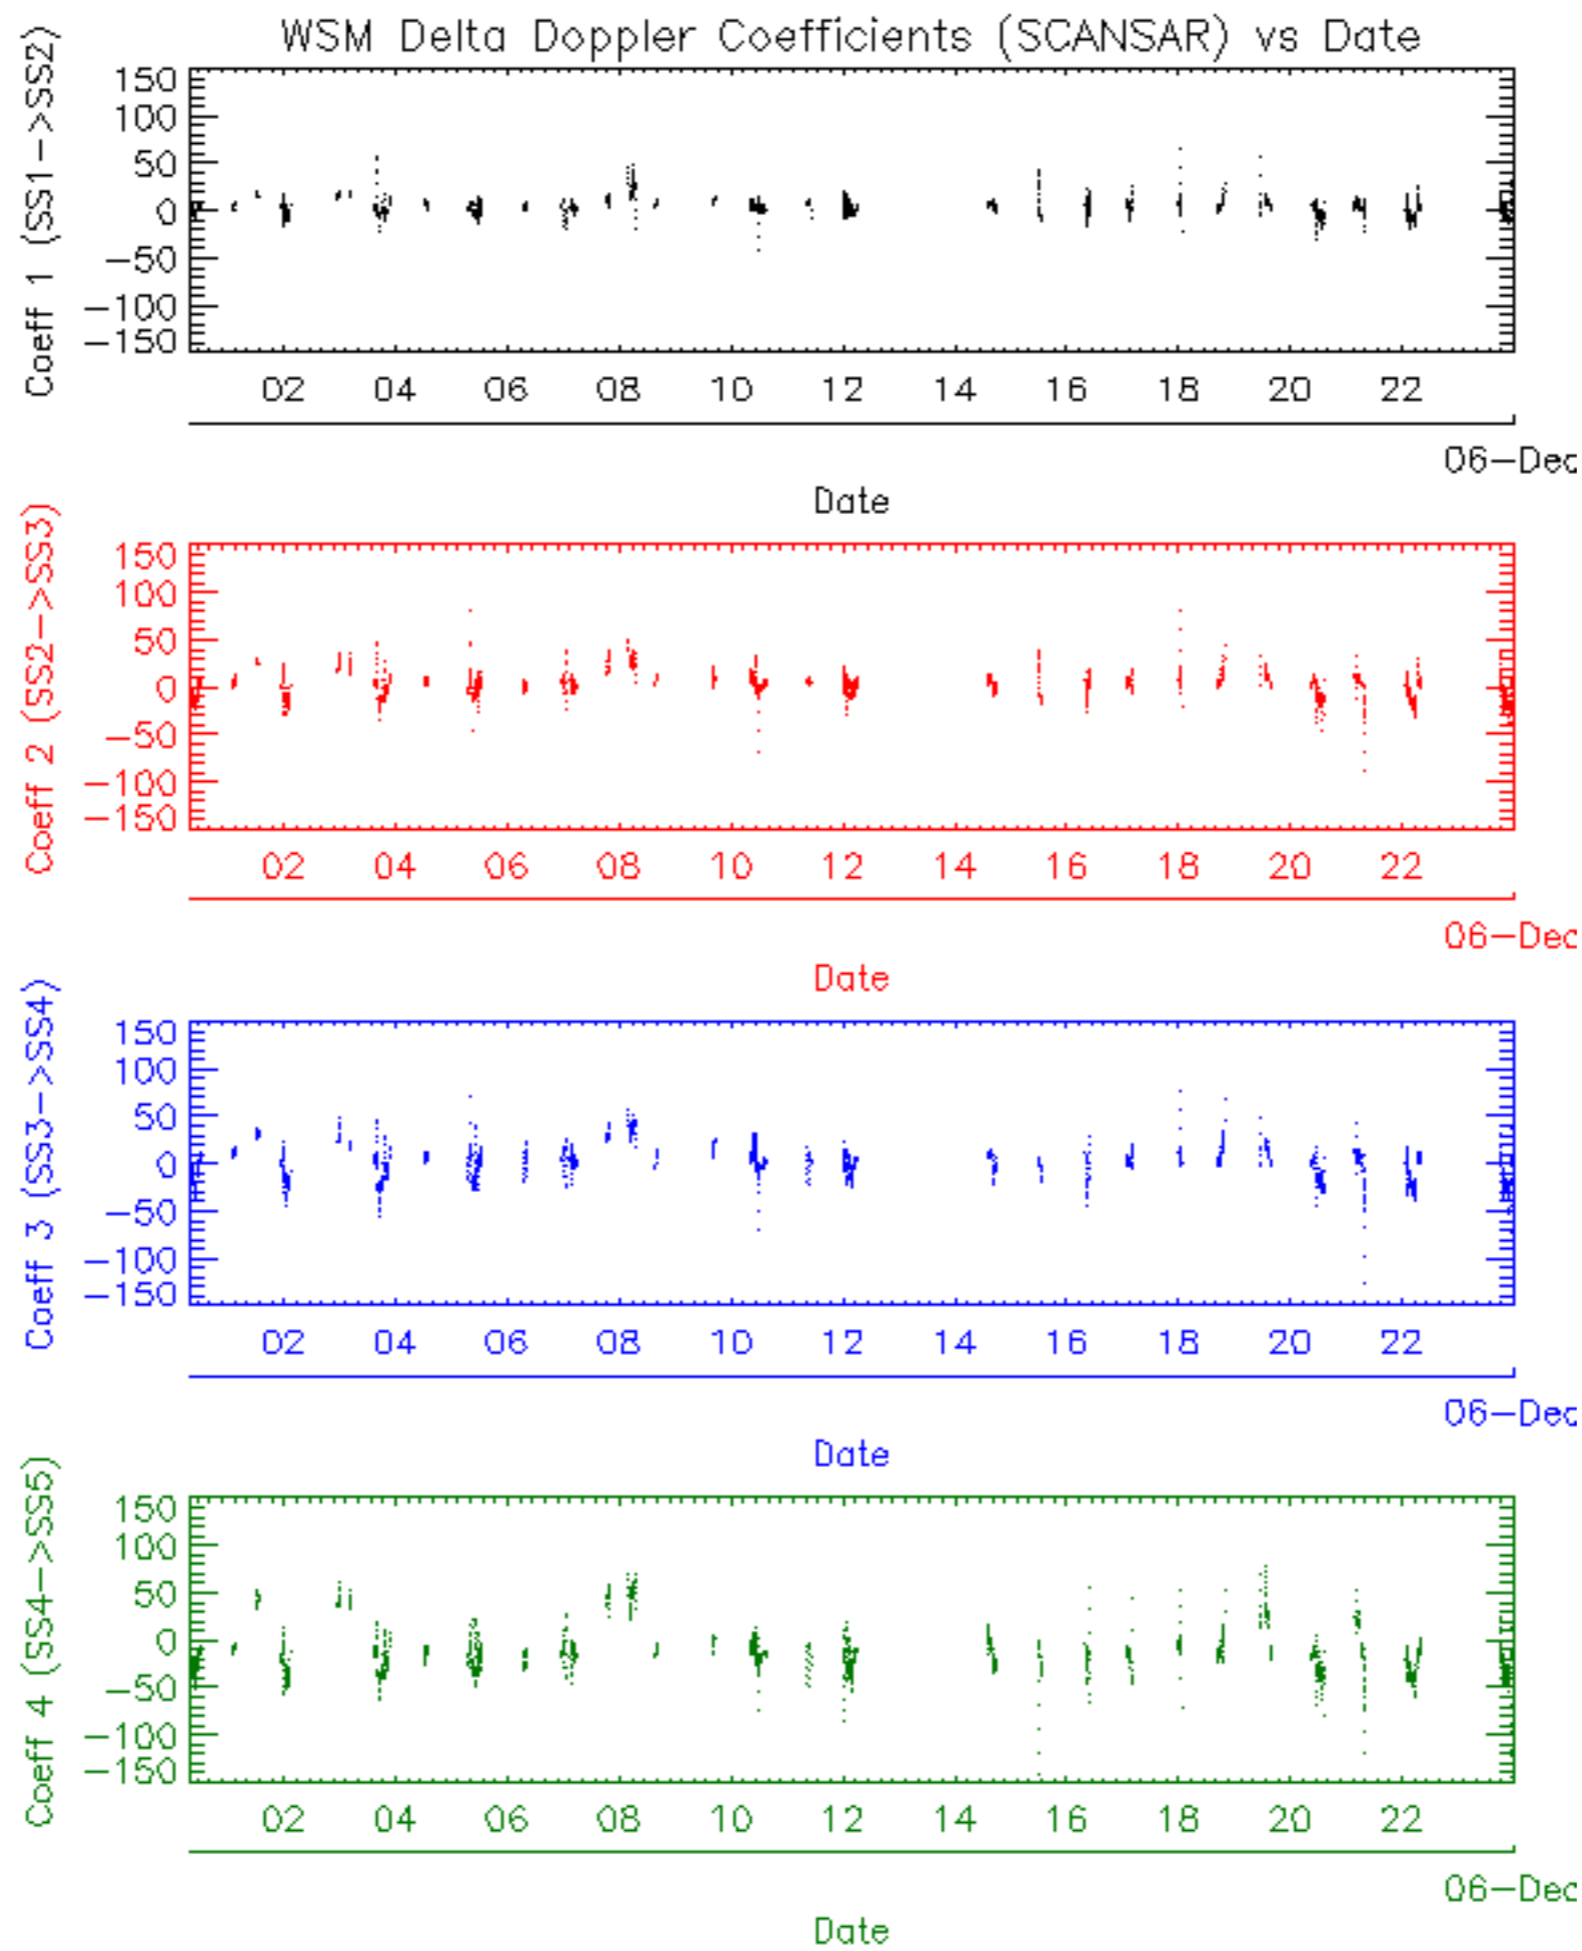 WSM Delta Doppler Coefficients (SCANSAR) vs Date
Coeff 1 (SS1->SS2)
150
100
50
0
-50
-100
-150
02 04 06 08 10 12 14 16 18 20 22
06-Dec
Date
Coeff 2 (SS2->SS3)
150
100
50
0
-50
-100
-150
02 04 06 08 10 12 14 16 18 20 22
06-Dec
Date
Coeff 3 (SS3->SS4)
150
100
50
0
-50
-100
-150
02 04 06 08 10 12 14 16 18 20 22
06-Dec
Date
Coeff 4 (SS4->SS5)
150
100
50
0
-50
-100
-150
02 04 06 08 10 12 14 16 18 20 22
06-Dec
Date